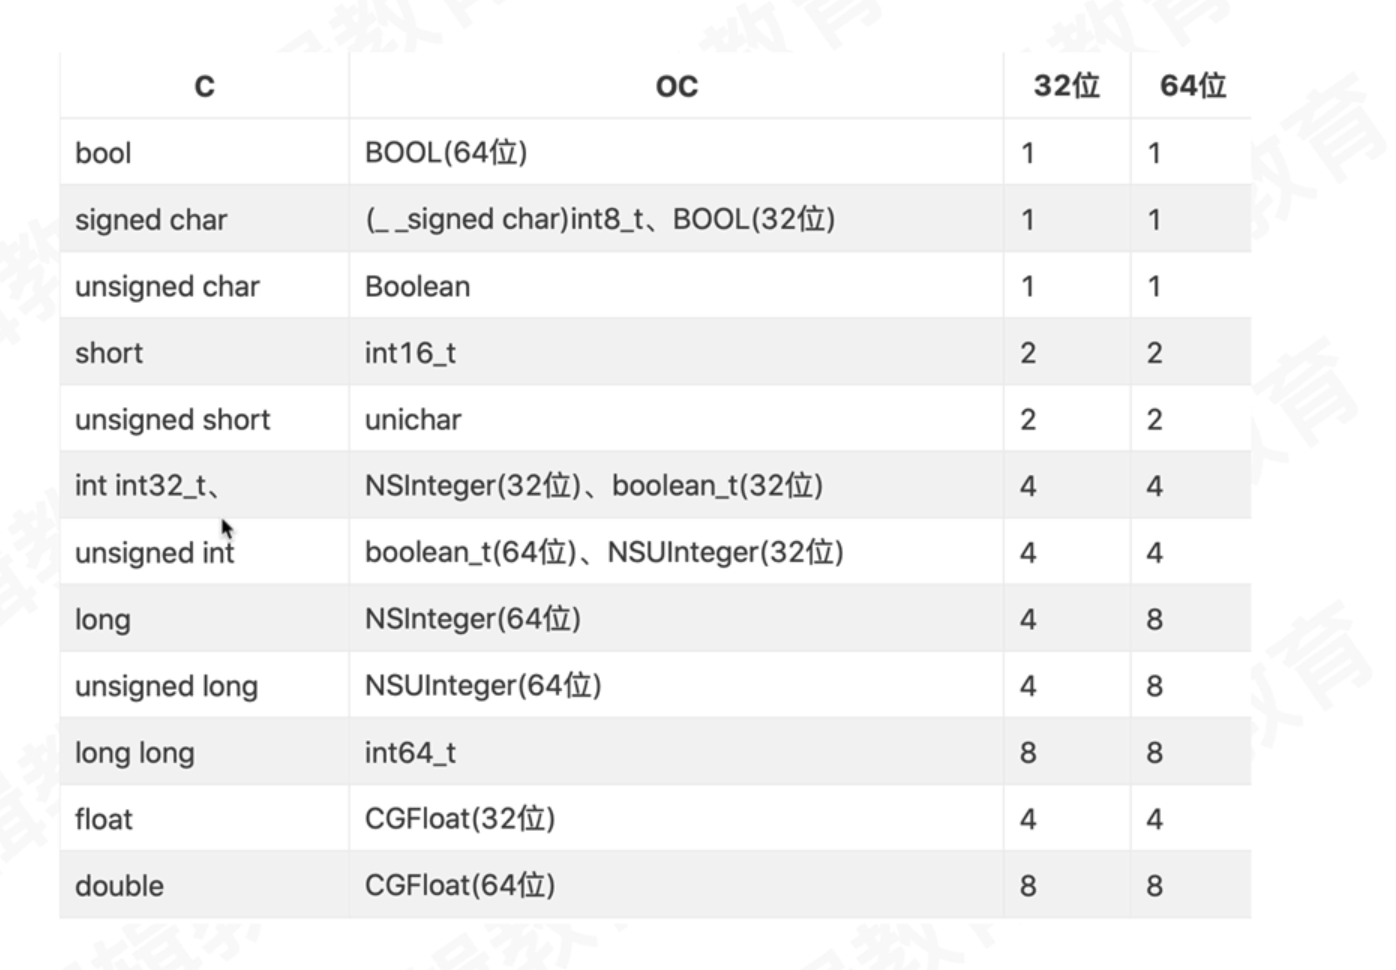 C OC 32位 64位
bool BOOL(64位) 1 1
signed char (_ _signed char)int8_t、BOOL(32位) 1 1
unsigned char Boolean 1 1
short int16_t 2 2
unsigned short unichar 2 2
int int32_t、 NSInteger(32位)、boolean_t(32位) 4 4
unsigned int boolean_t(64位)、NSUInteger(32位) 4 4
long NSInteger(64位) 4 8
unsigned long NSUInteger(64位) 4 8
long long int64_t 8 8
float CGFloat(32位) 4 4
double CGFloat(64位) 8 8